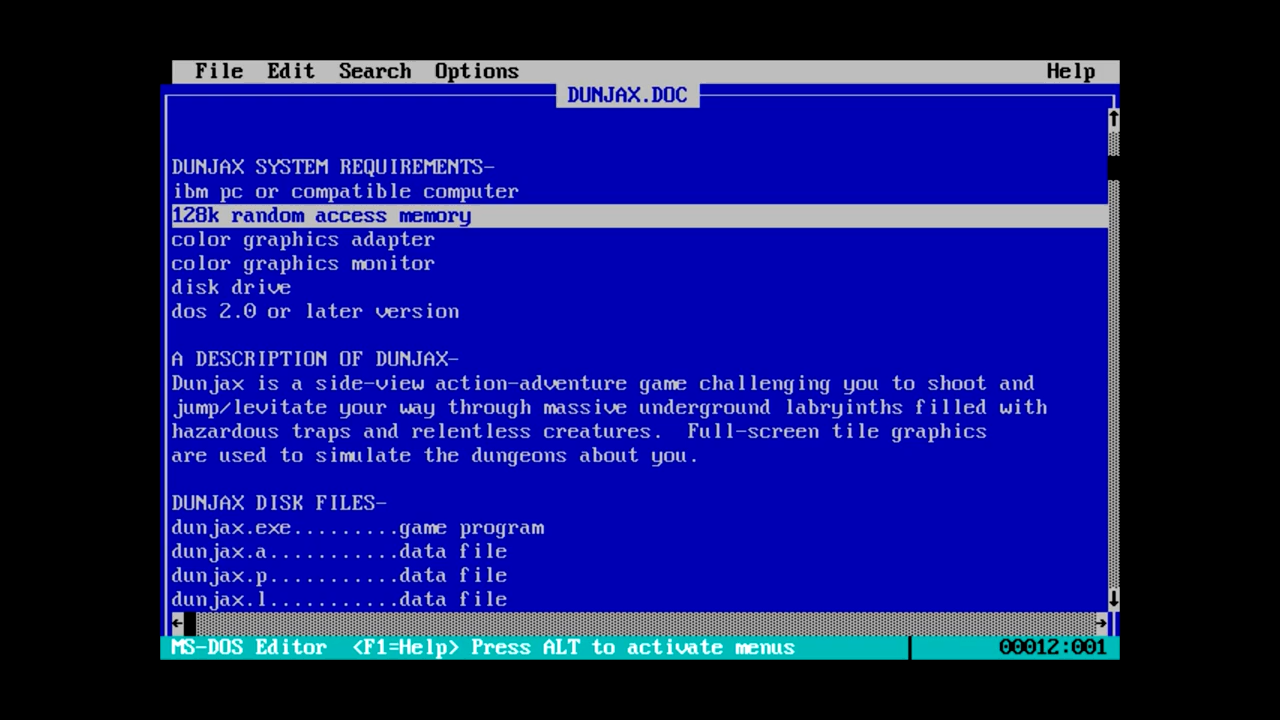 File Edit Search Options Help
DUNJAX.DOC
DUNJAX SYSTEM REQUIREMENTS-
ibm pc or compatible computer
128k random access memory
color graphics adapter
color graphics monitor
disk drive
dos 2.0 or later version
A DESCRIPTION OF DUNJAX-
Dunjax is a side-view action-adventure game challenging you to shoot and
jump/levitate your way through massive underground labryinths filled with
hazardous traps and relentless creatures.  Full-screen tile graphics
are used to simulate the dungeons about you.
DUNJAX DISK FILES-
dunjax.exe.........game program
dunjax.a...........data file
dunjax.p...........data file
dunjax.l...........data file
MS-DOS Editor  <F1=Help> Press ALT to activate menus 00012:001